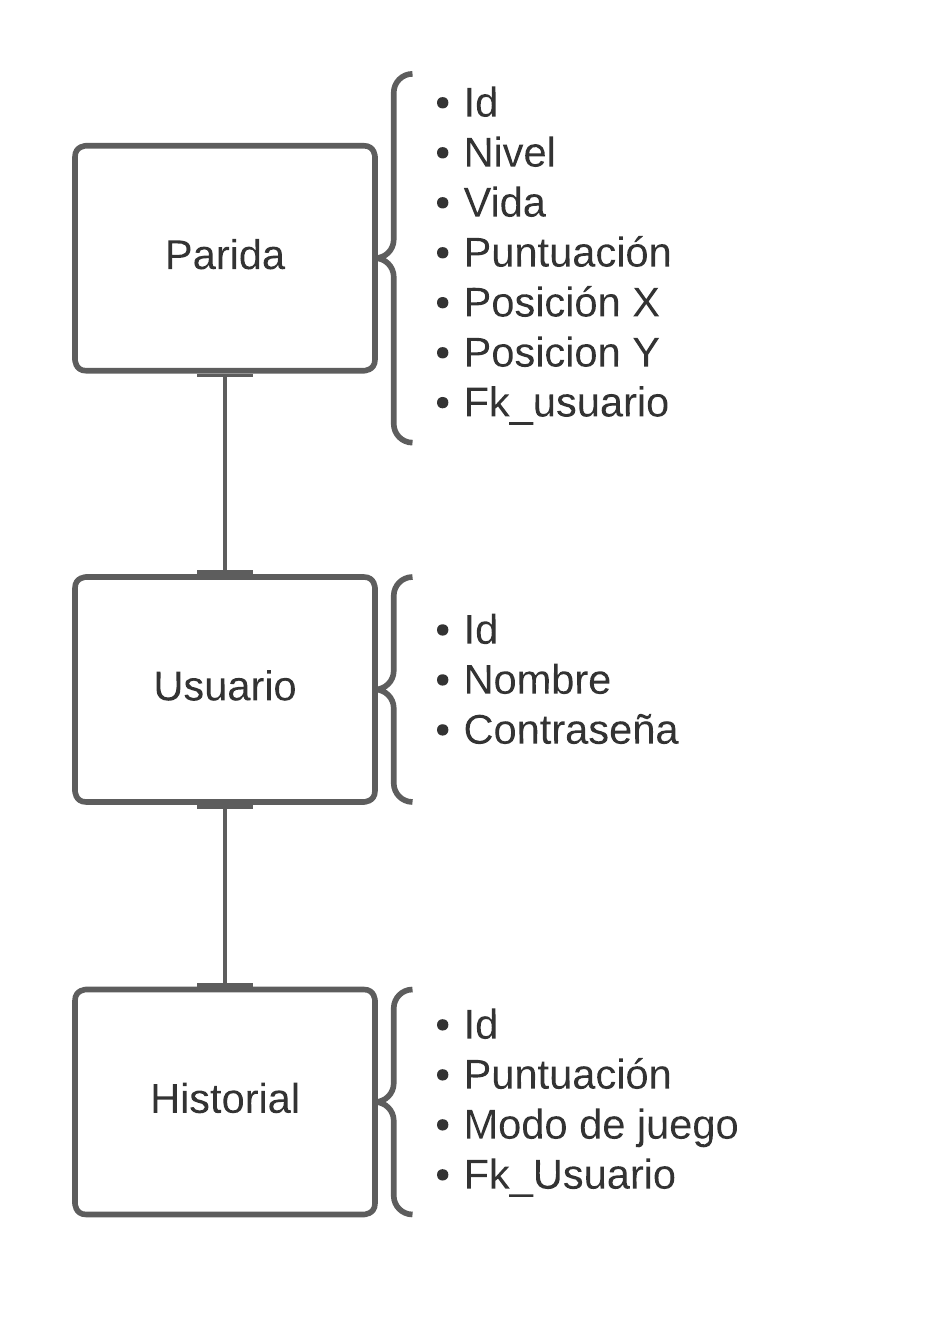 Parida
• Id
• Nivel
• Vida
• Puntuación
• Posición X
• Posicion Y
• Fk_usuario
Usuario
• Id
• Nombre
• Contraseña
Historial
• Id
• Puntuación
• Modo de juego
• Fk_Usuario